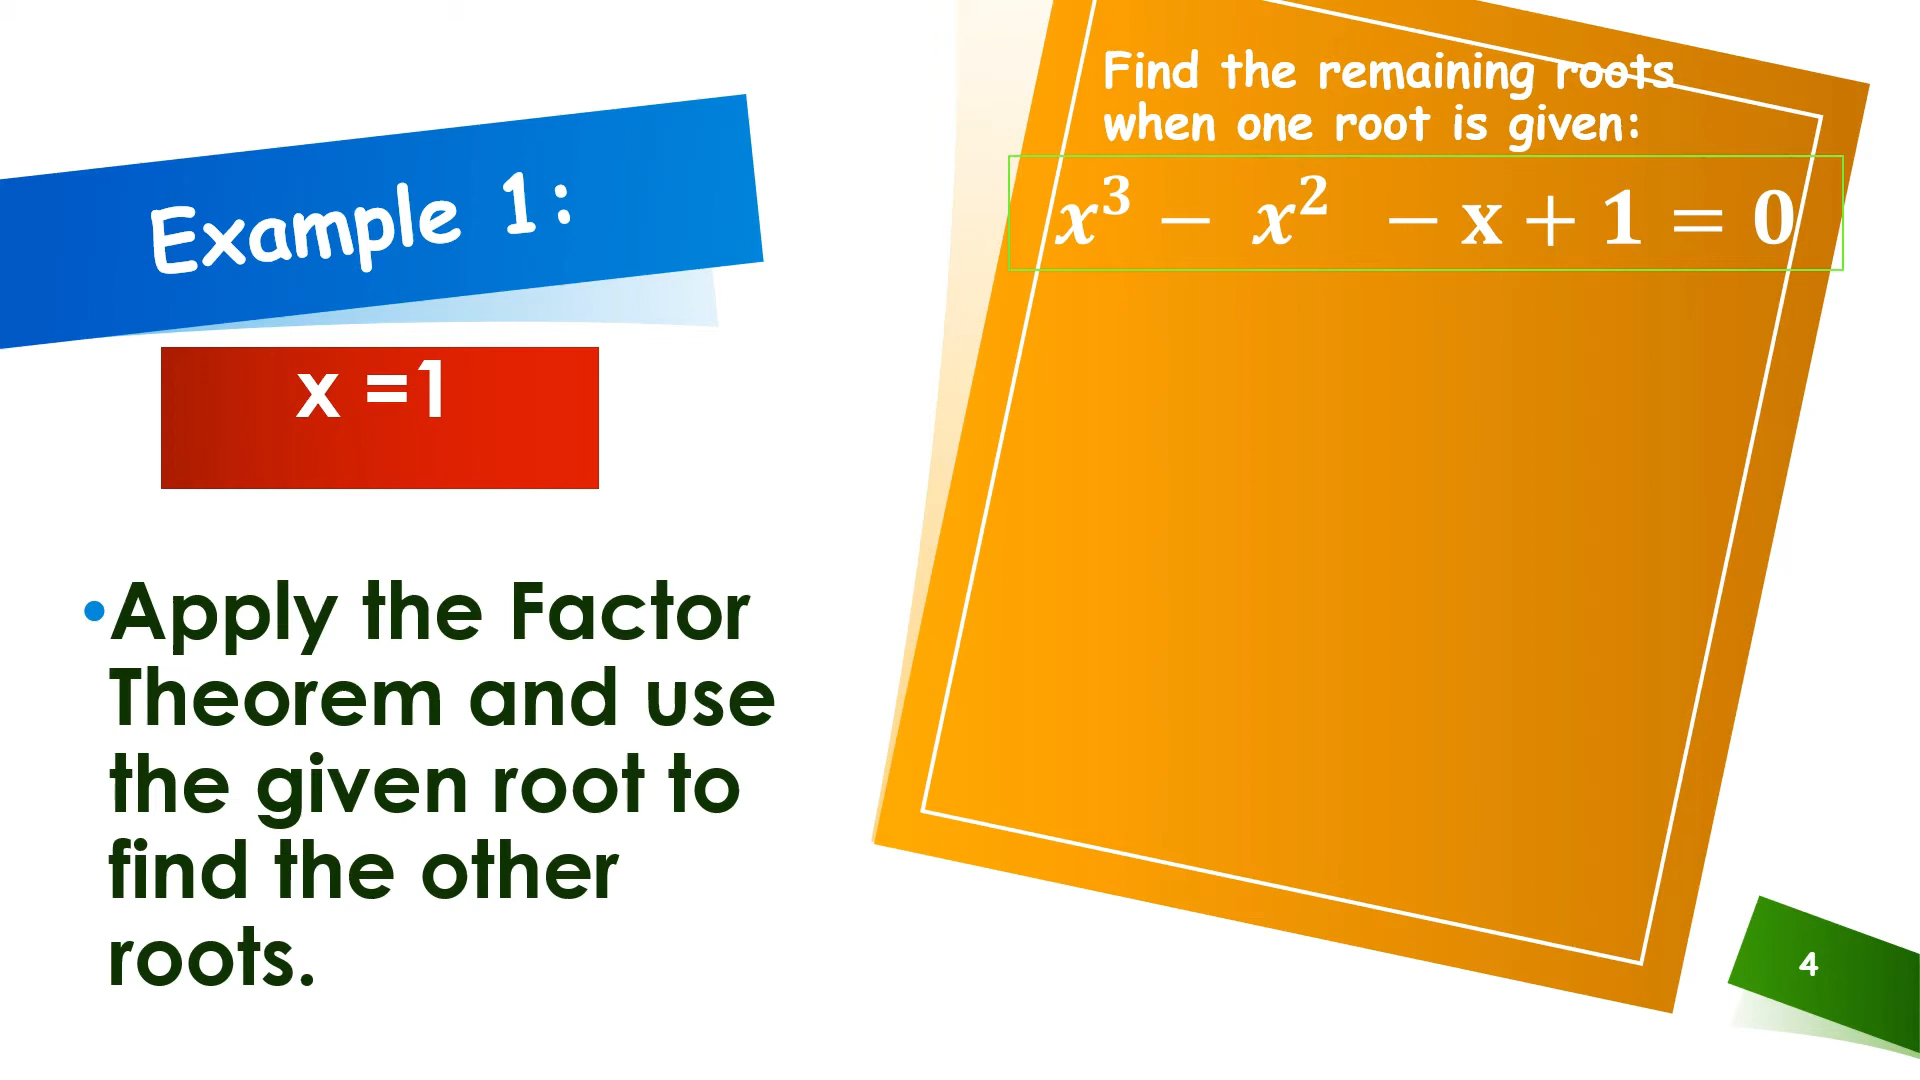 Example 1:
x =1
•Apply the Factor
Theorem and use
the given root to
find the other
roots.
Find the remaining roots
when one root is given:
x³ − x² − x + 1 = 0
4